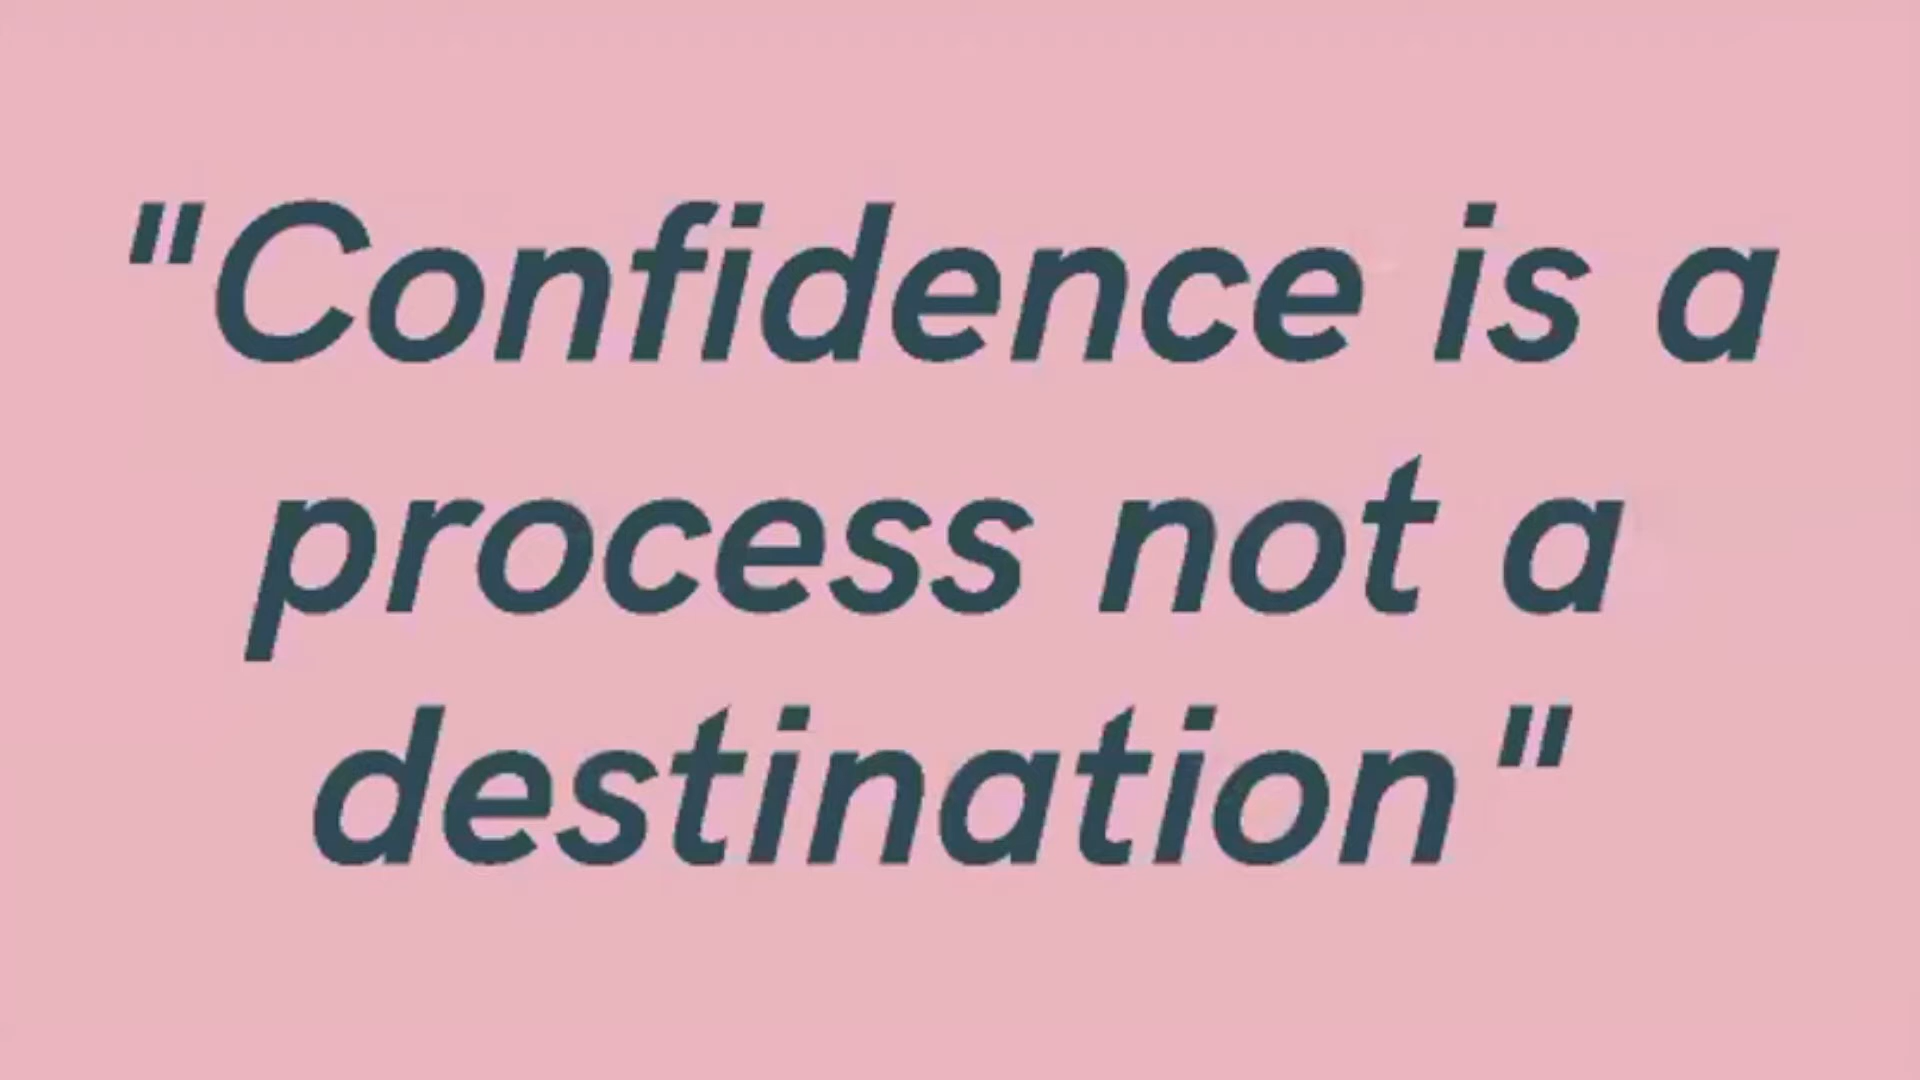 "Confidence is a
process not a
destination"